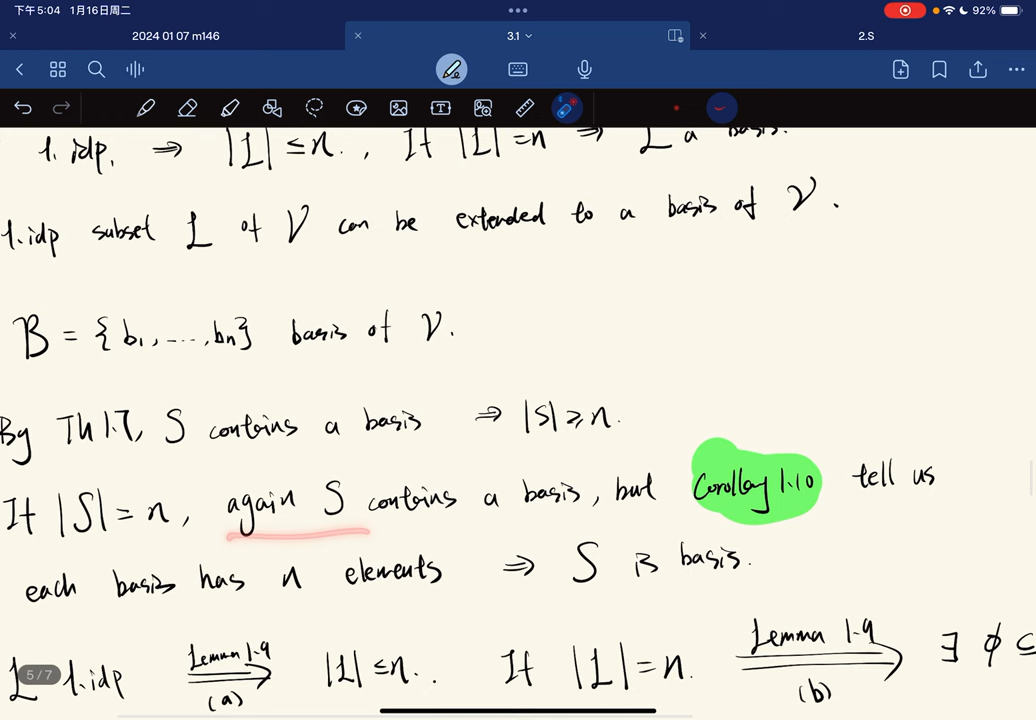 下午5:04 1月16日周二
92%
2024 01 07 m146
3.1
2.S
l. idp. ⇒ |L| ≤ n. , If |L| = n ⇒ L a basis.
l.idp subset L of V can be extended to a basis of V.
B = {b1, ..., bn} basis of V.
By Th 1.7, S contains a basis ⇒ |S| ≥ n.
If |S| = n, again S contains a basis, but Corollary 1.10 tell us
each basis has n elements ⇒ S is basis.
L l.idp Lemma 1.9 (a) ⇒ |L| ≤ n. . If |L| = n. Lemma 1.9 (b) ⇒ ∃ ϕ ⊆
5/7